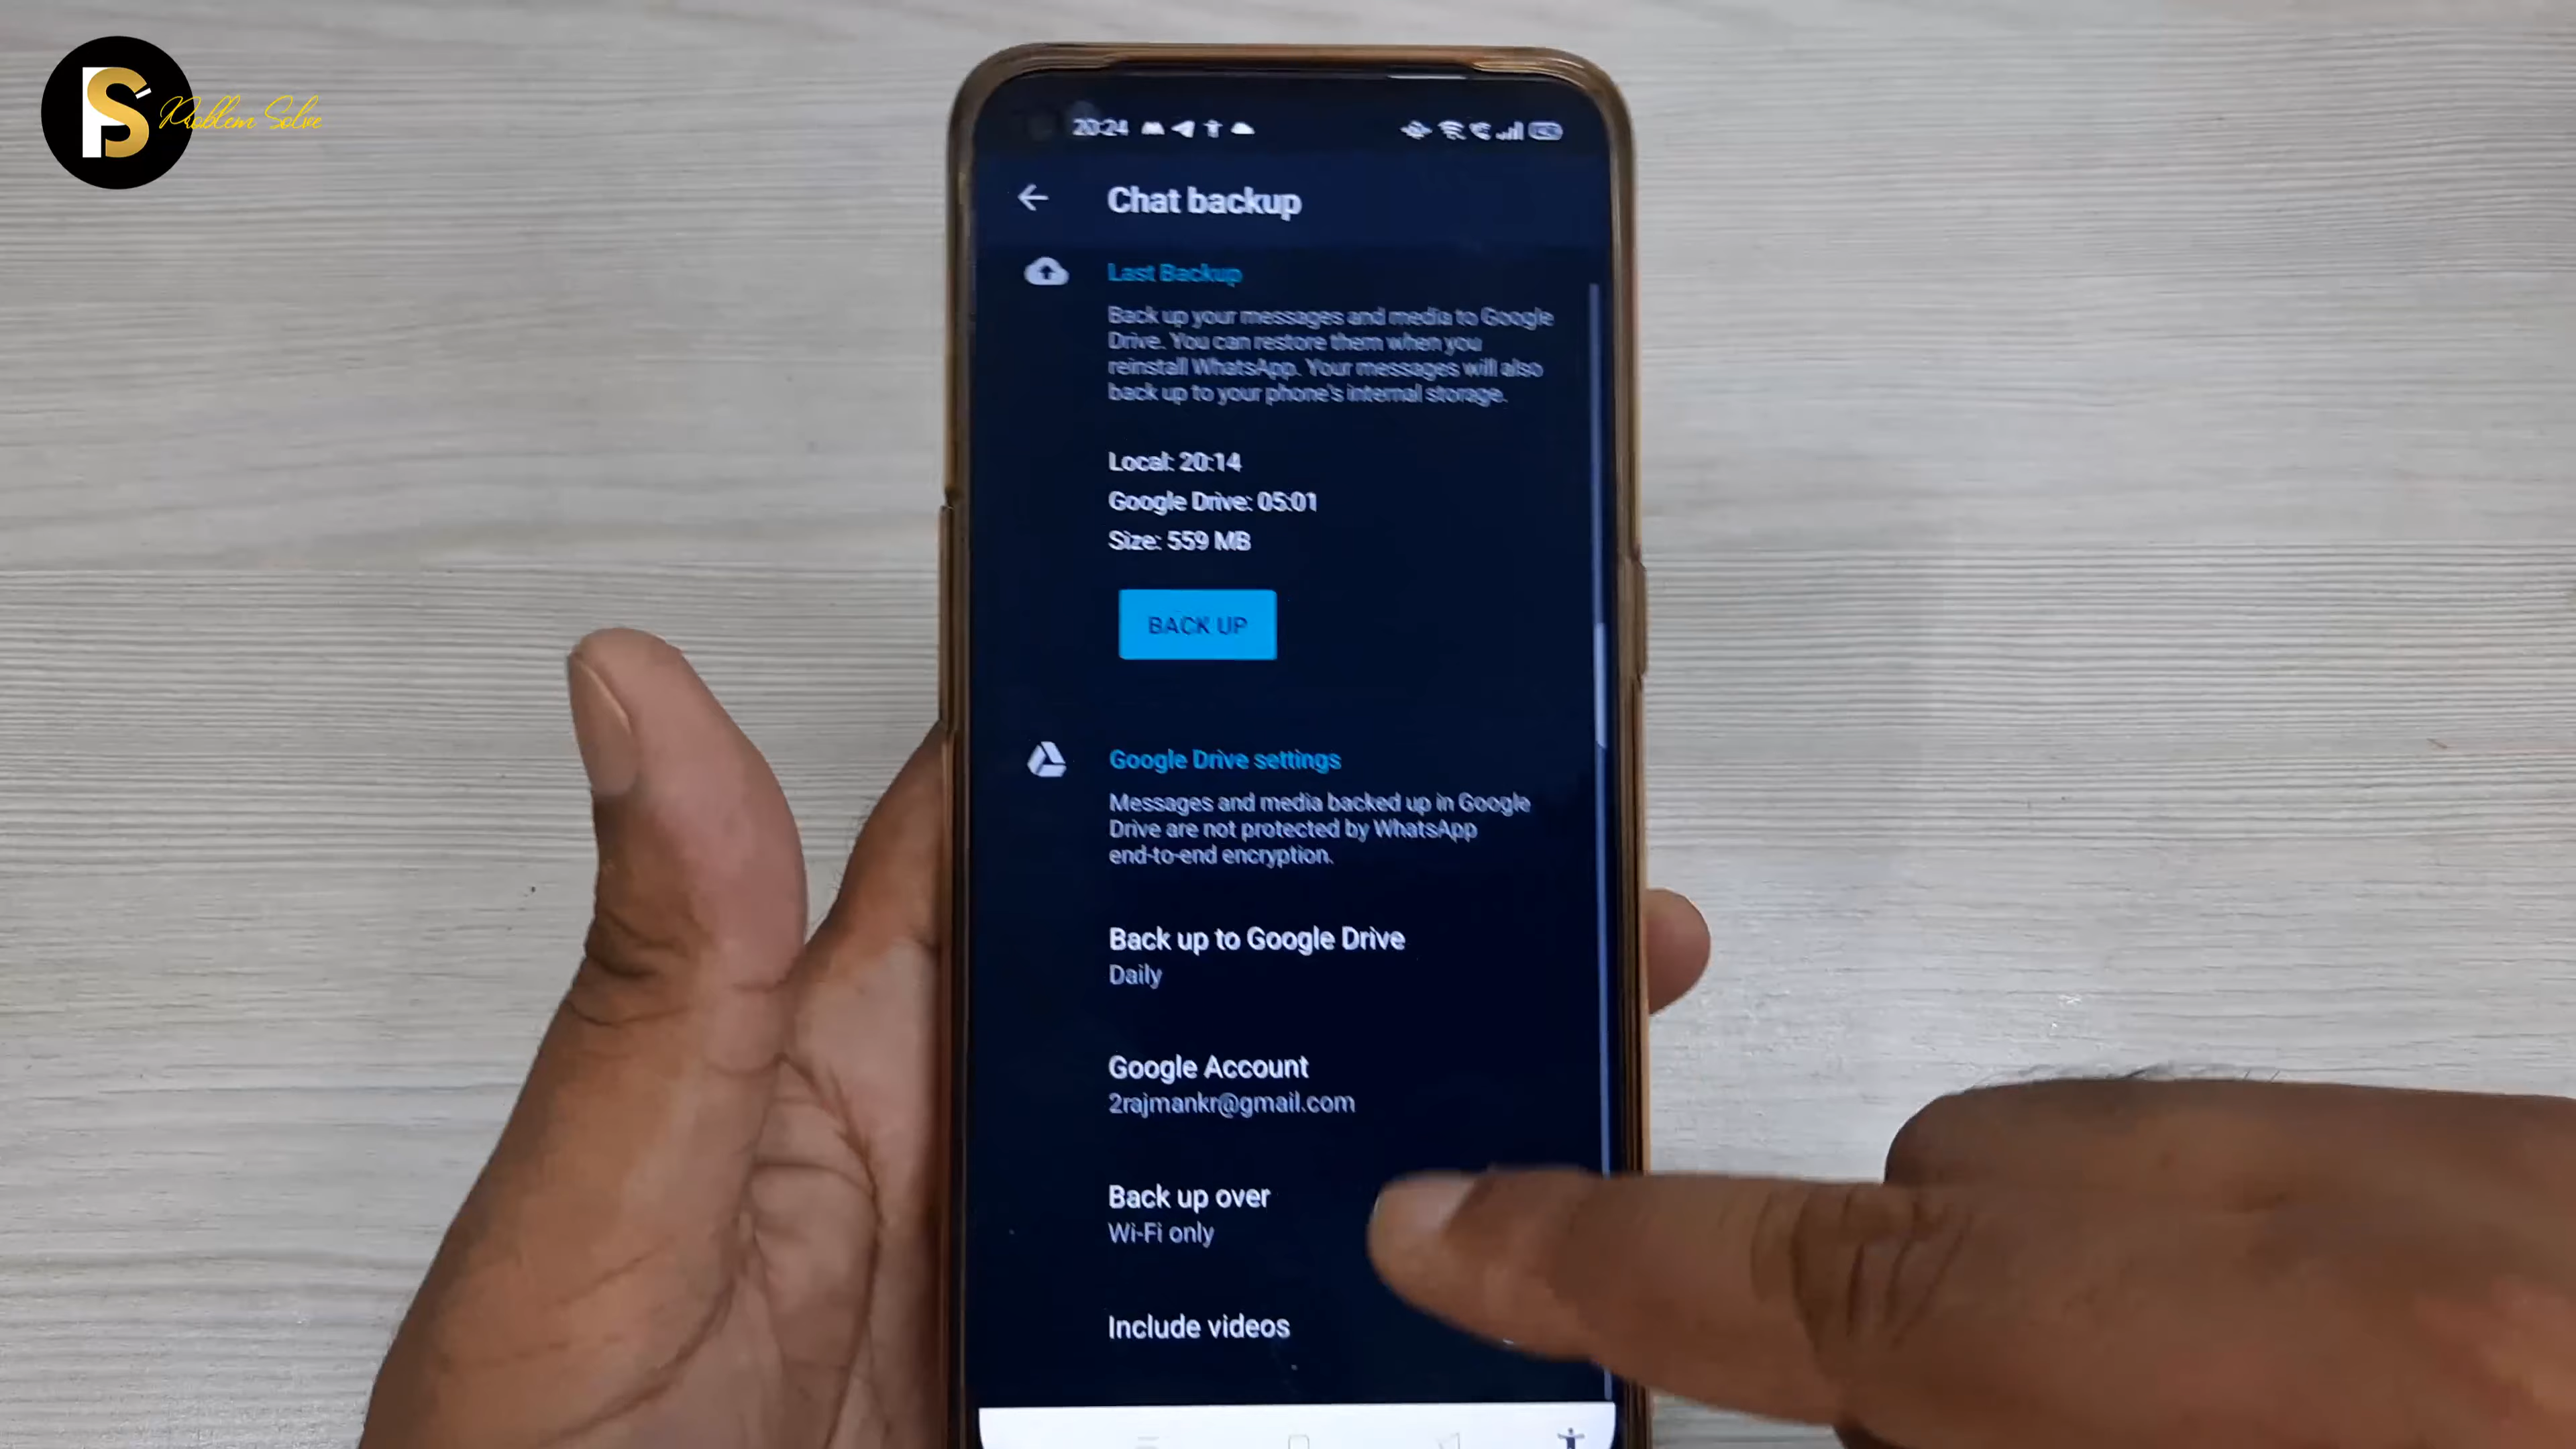 PS Problem Solve
20:24
Chat backup
Last Backup
Back up your messages and media to Google
Drive. You can restore them when you
reinstall WhatsApp. Your messages will also
back up to your phone's internal storage.
Local: 20:14
Google Drive: 05:01
Size: 559 MB
BACK UP
Google Drive settings
Messages and media backed up in Google
Drive are not protected by WhatsApp
end-to-end encryption.
Back up to Google Drive
Daily
Google Account
2rajmankr@gmail.com
Back up over
Wi-Fi only
Include videos